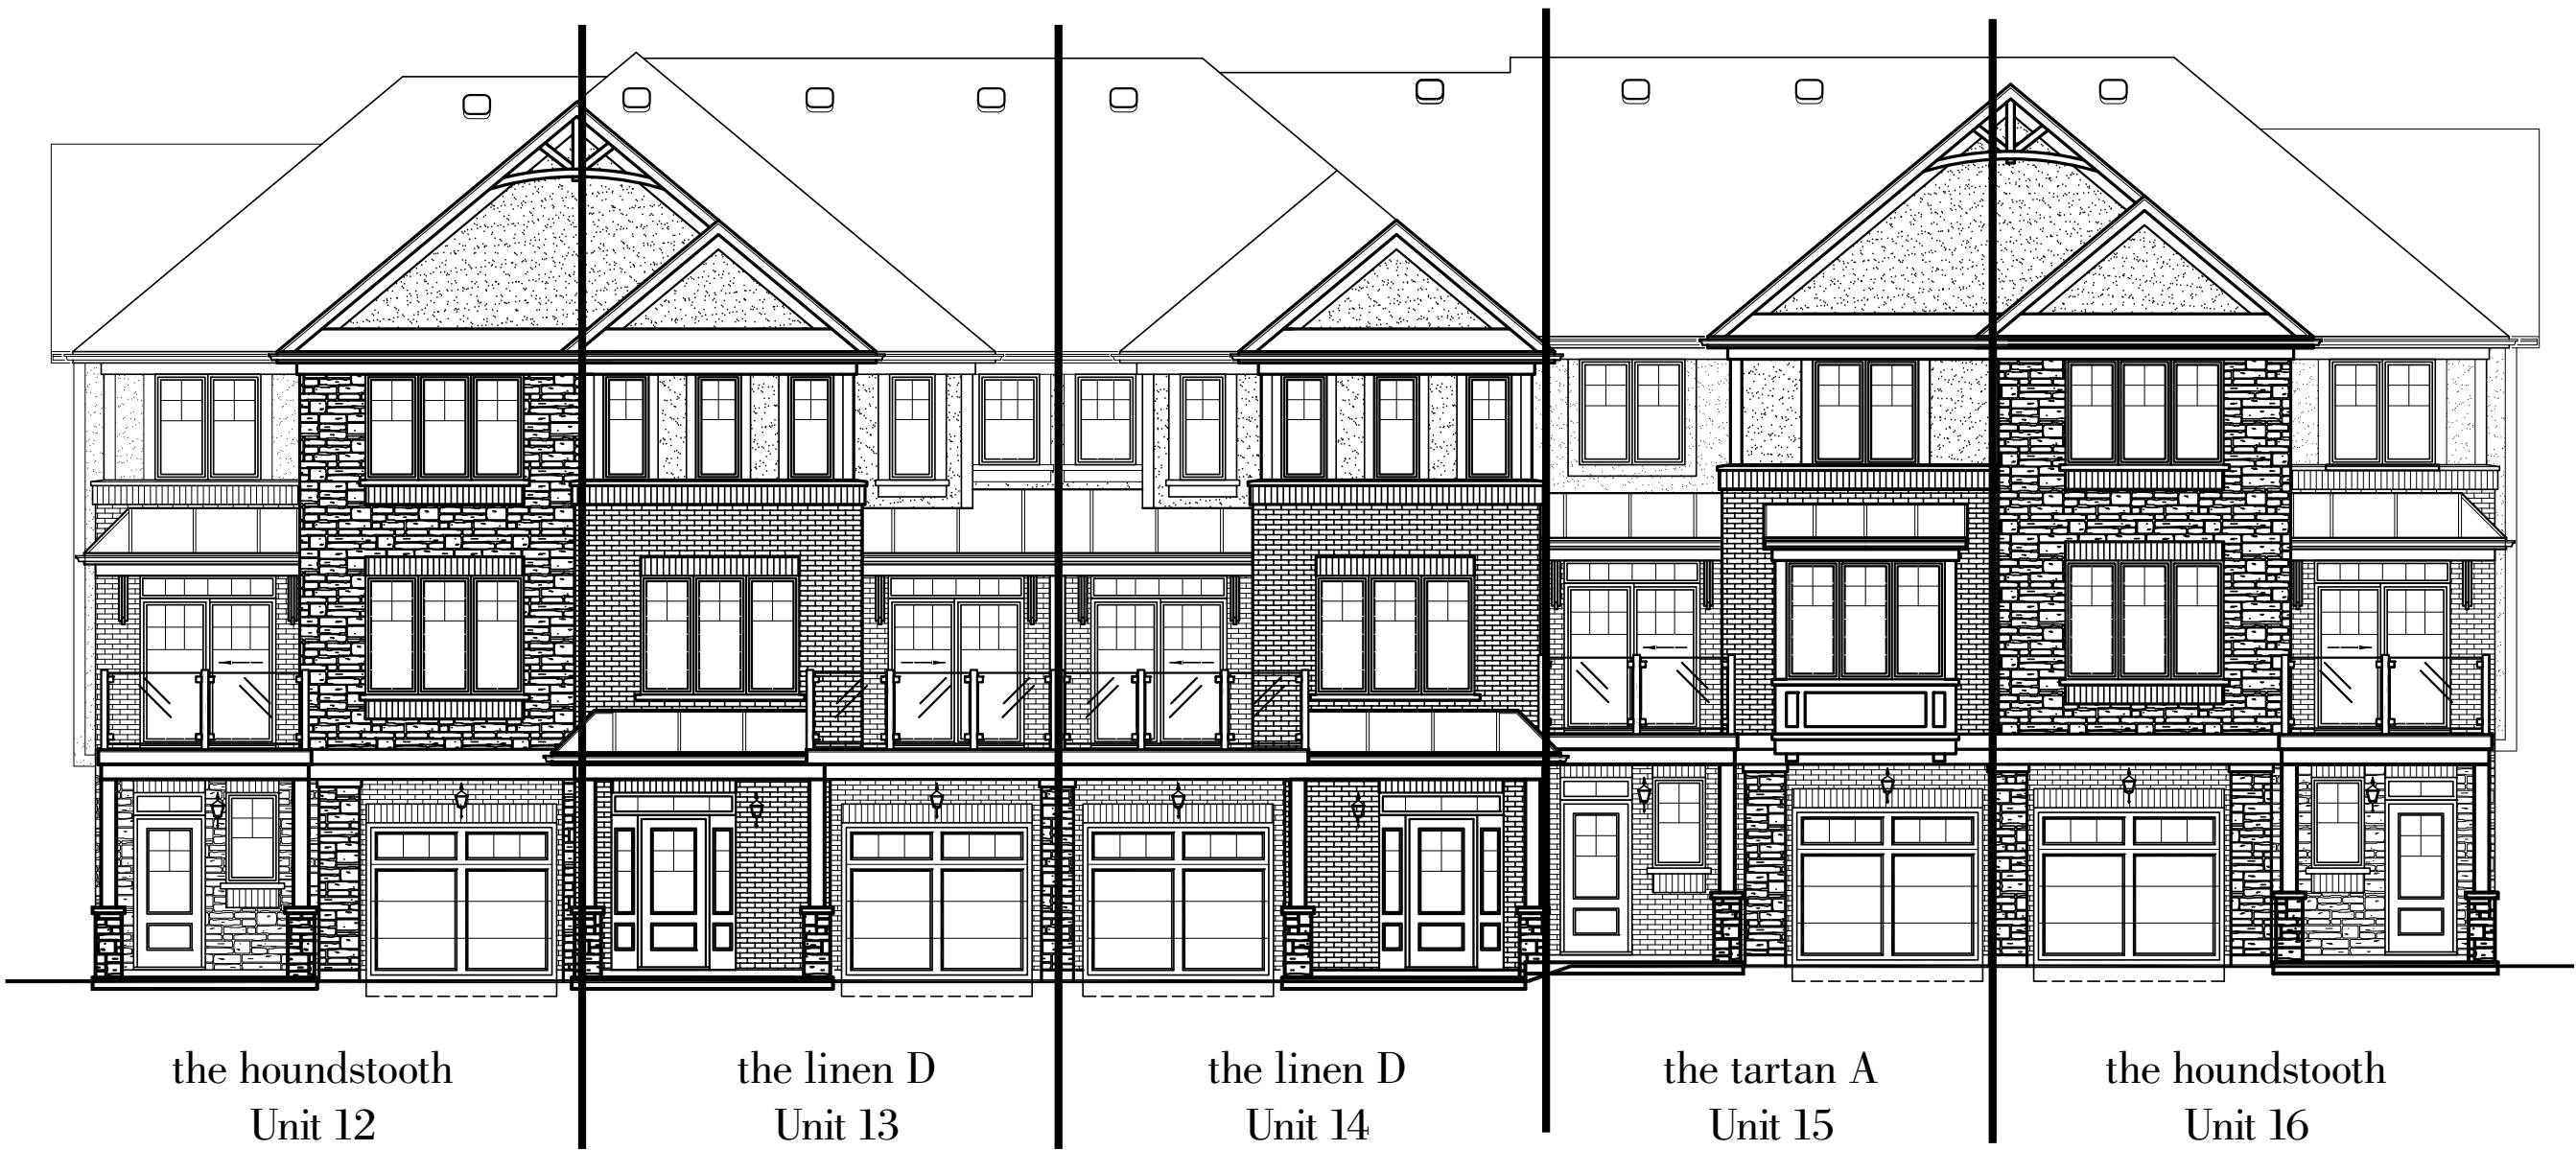 the houndstooth
Unit 12
the linen D
Unit 13
the linen D
Unit 14
the tartan A
Unit 15
the houndstooth
Unit 16